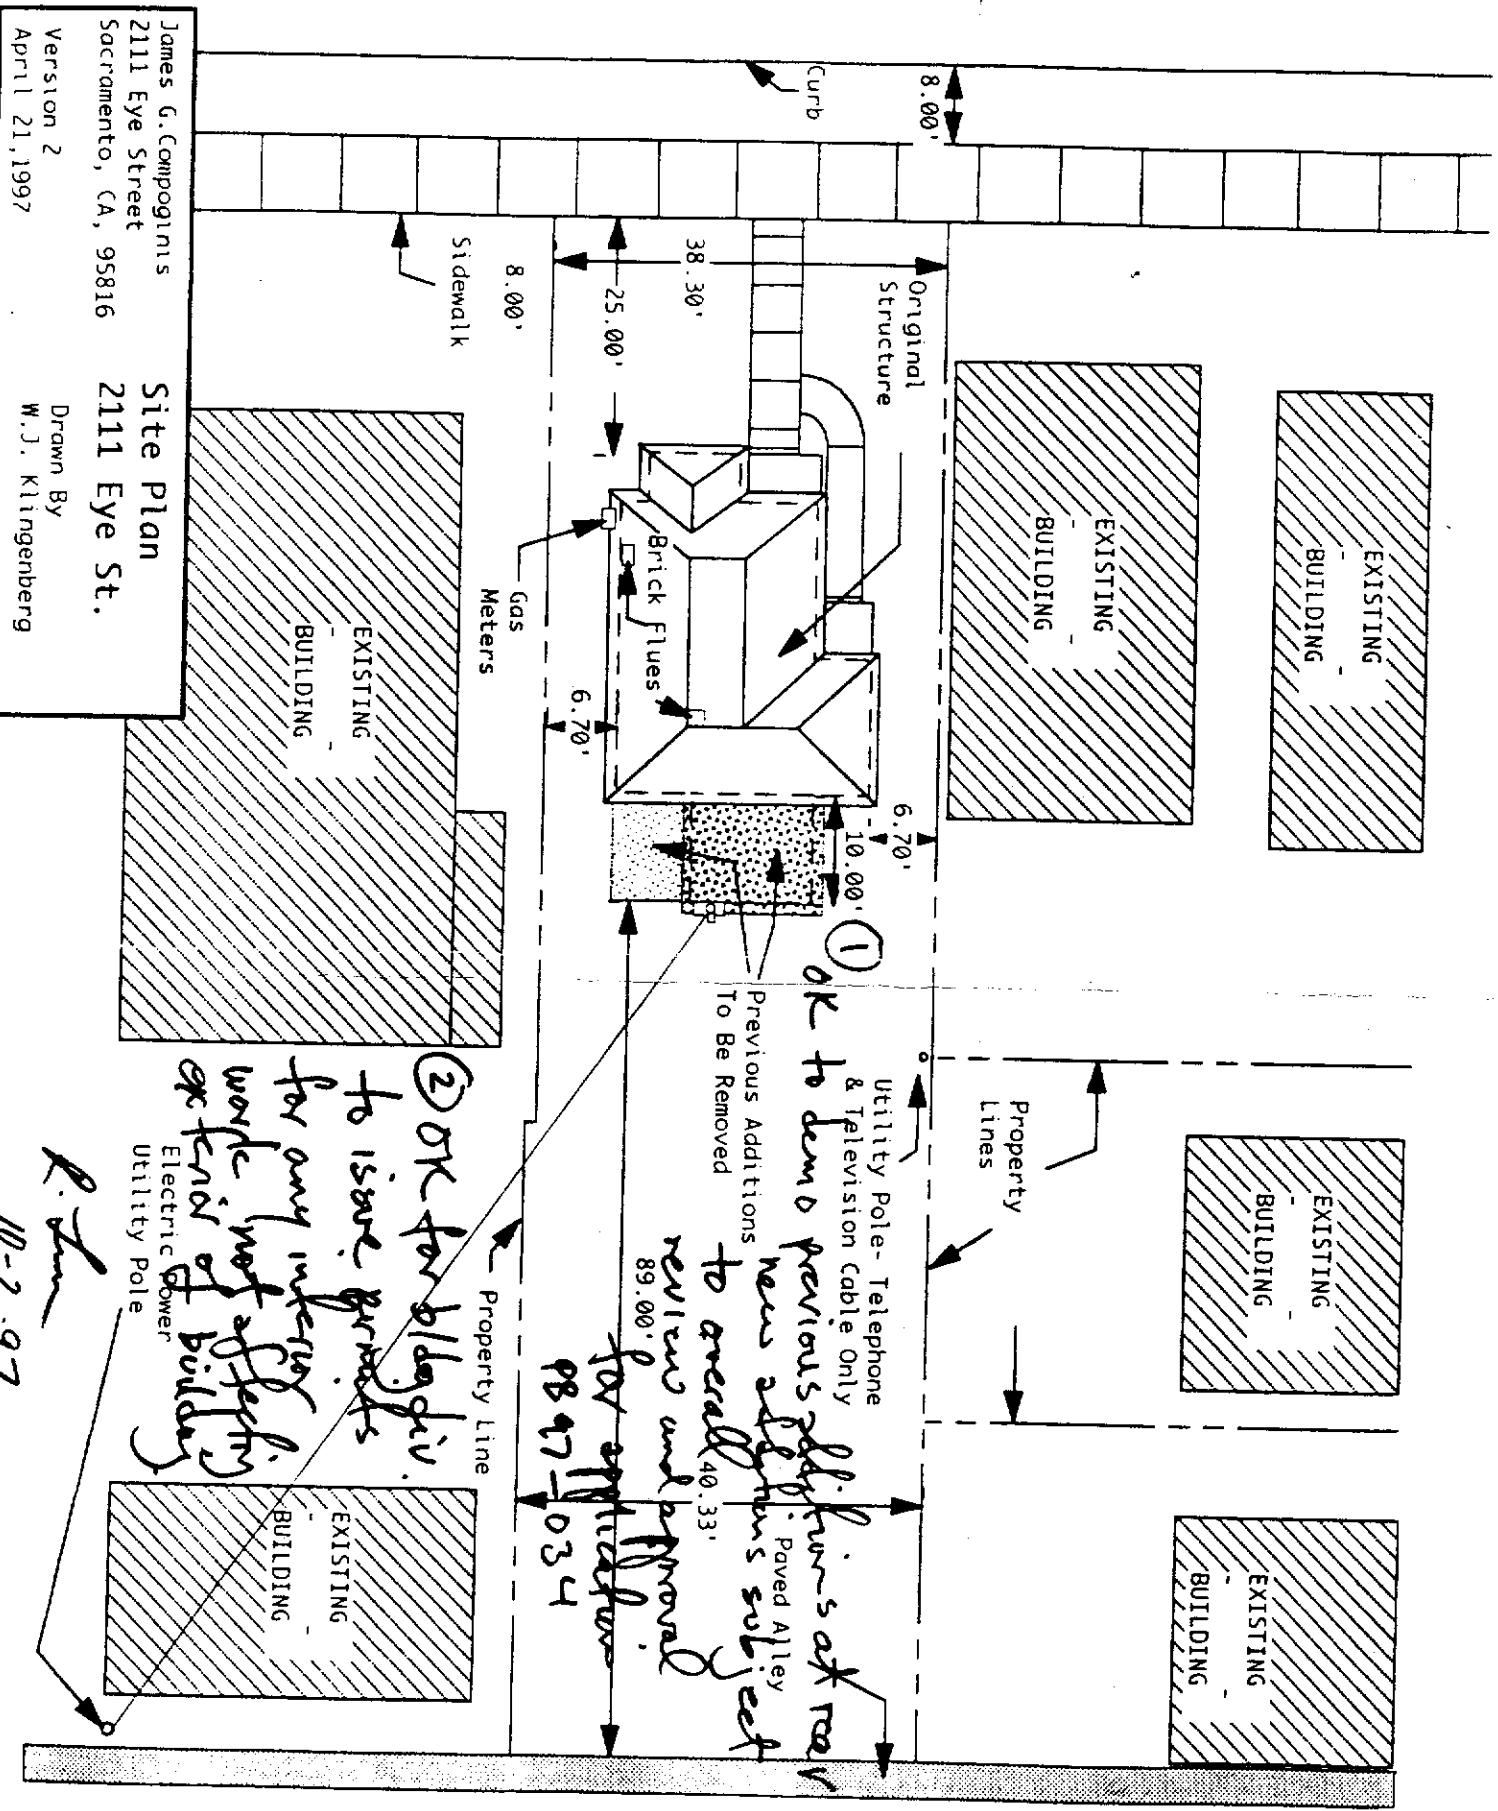 James G.Compoginis
2111 Eye Street
Sacramento, CA, 95816
Version 2
April 21,1997
Site Plan
2111 Eye St.
Drawn By
W.J. Klingenberg
Curb
8.00'
Sidewalk
8.00'
25.00'
38.30'
Original
Structure
Gas
Meters
Brick Flues
6.70'
6.70'
10.00'
EXISTING
-
BUILDING
EXISTING
-
BUILDING
EXISTING
-
BUILDING
Previous Additions
To Be Removed
Utility Pole- Telephone
& Television Cable Only
Property
Lines
EXISTING
-
BUILDING
EXISTING
-
BUILDING
EXISTING
-
BUILDING
89.00'
40.33'
Paved Alley
Property Line
Electric Power
Utility Pole
① OK to demo previous additions at rear
new additions subject
to overall
review and approval
for application
PB97-034
② OK for bldg div.
to issue permits
for any interior
work not affecting
exterior of building
10-7-97